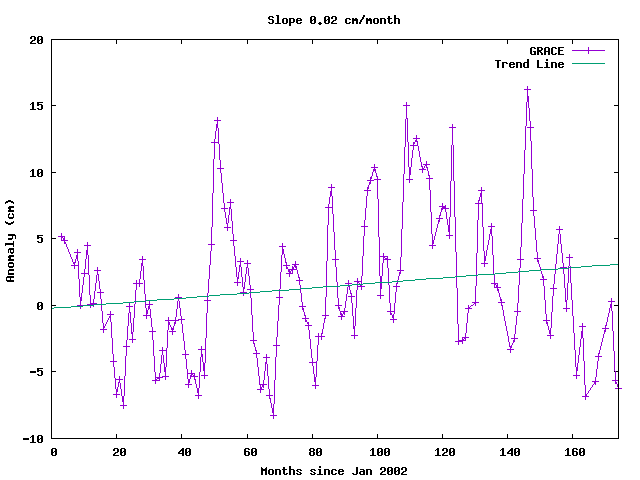 Slope 0.02 cm/month
GRACE
Trend Line
20
15
10
5
0
-5
-10
Anomaly (cm)
0 20 40 60 80 100 120 140 160
Months since Jan 2002